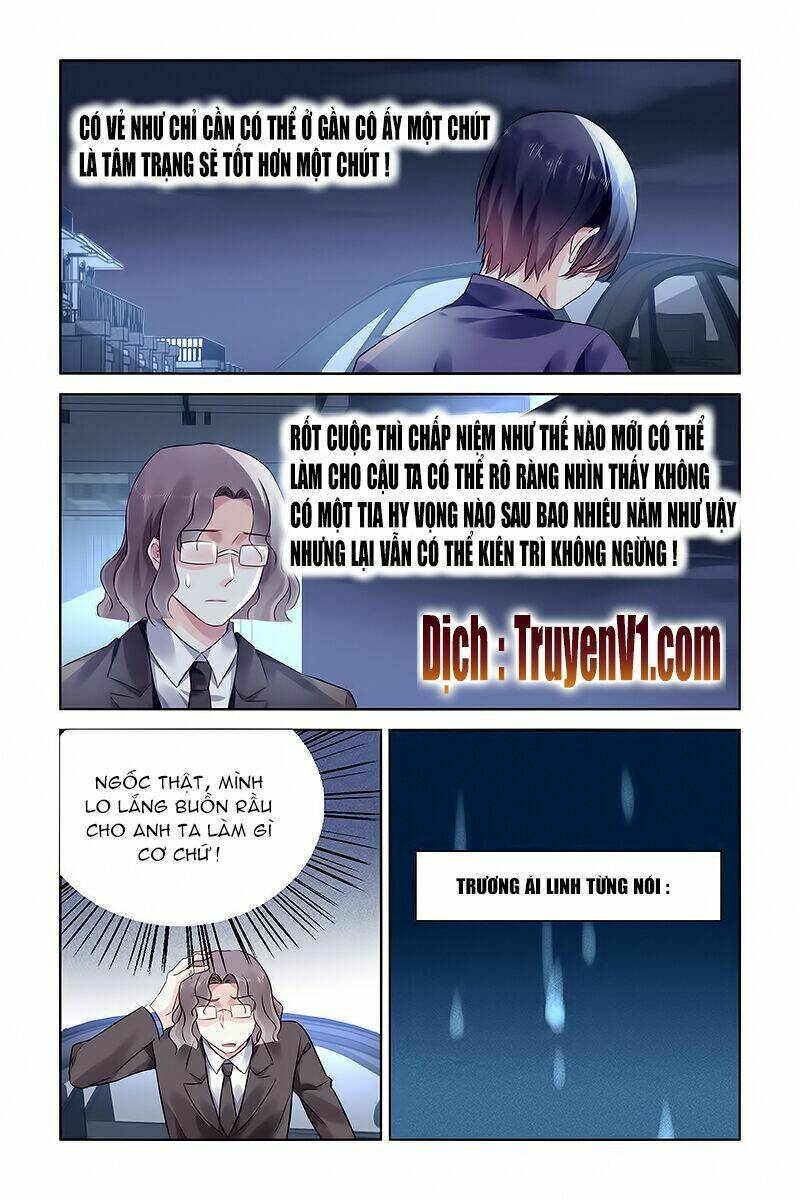 CÓ VẺ NHƯ CHỈ CẦN CÓ THỂ Ở GẦN CÔ ẤY MỘT CHÚT
LÀ TÂM TRẠNG SẼ TỐT HƠN MỘT CHÚT !
RỐT CUỘC THÌ CHẤP NIỆM NHƯ THẾ NÀO MỚI CÓ THỂ
LÀM CHO CẬU TA CÓ THỂ RÕ RÀNG NHÌN THẤY KHÔNG
CÓ MỘT TIA HY VỌNG NÀO SAU BAO NHIÊU NĂM NHƯ VẬY
NHƯNG LẠI VẪN CÓ THỂ KIÊN TRÌ KHÔNG NGỪNG !
Dịch : TruyenV1.com
NGỐC THẬT, MÌNH
LO LẮNG BUỒN RẦU
CHO ANH TA LÀM GÌ
CƠ CHỨ !
TRƯƠNG ÁI LINH TỪNG NÓI :